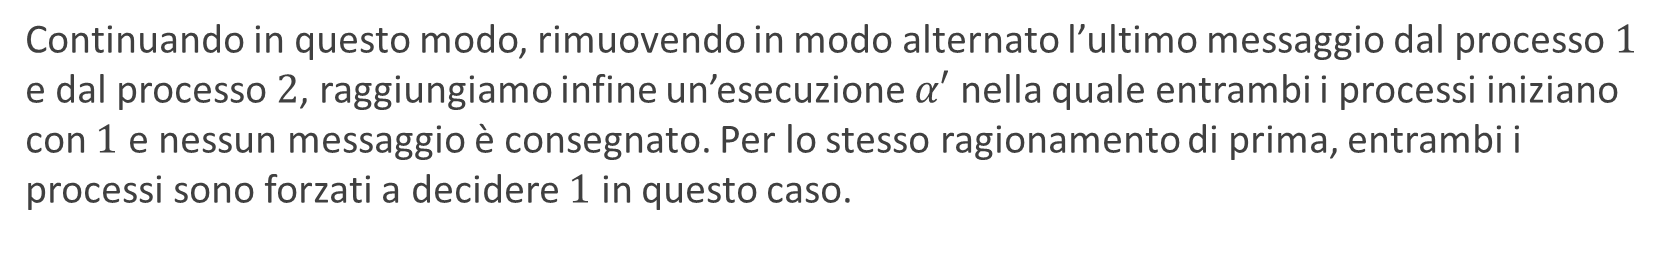 Continuando in questo modo, rimuovendo in modo alternato l’ultimo messaggio dal processo 1
e dal processo 2, raggiungiamo infine un’esecuzione α′ nella quale entrambi i processi iniziano
con 1 e nessun messaggio è consegnato. Per lo stesso ragionamento di prima, entrambi i
processi sono forzati a decidere 1 in questo caso.